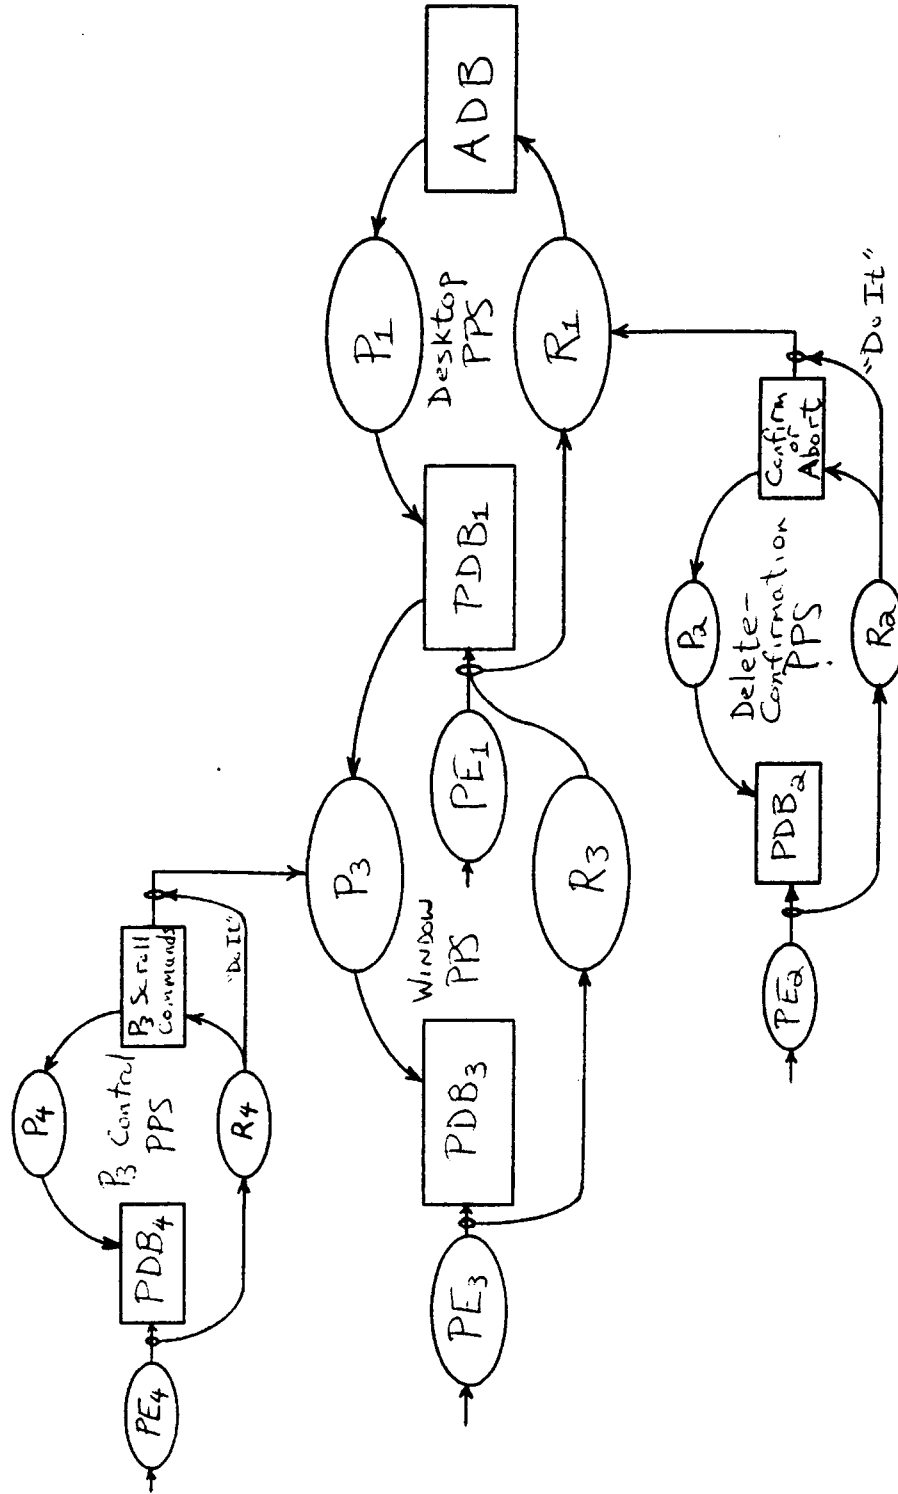 PE4
PDB4
P4
P3 Control
PPS
R4
P3 Scroll
Commands
"Do It"
PE3
PDB3
Window
PPS
P3
R3
PE1
PDB1
P1
Desktop
PPS
R1
ADB
PE2
PDB2
P2
Delete-
Confirmation
PPS
R2
Confirm
or
Abort
"Do It"